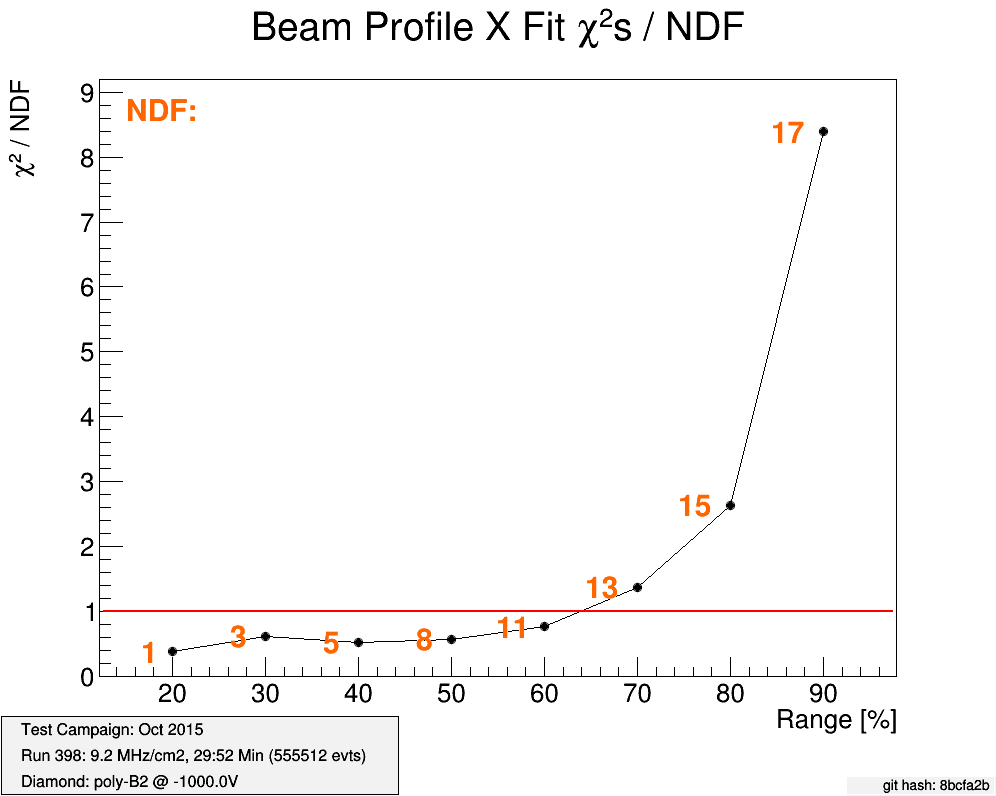 Beam Profile X Fit χ²s / NDF
χ² / NDF
NDF:
9
8
7
6
5
4
3
2
1
0
1
3
5
8
11
13
15
17
20 30 40 50 60 70 80 90
Range [%]
Test Campaign: Oct 2015
Run 398: 9.2 MHz/cm2, 29:52 Min (555512 evts)
Diamond: poly-B2 @ -1000.0V
git hash: 8bcfa2b